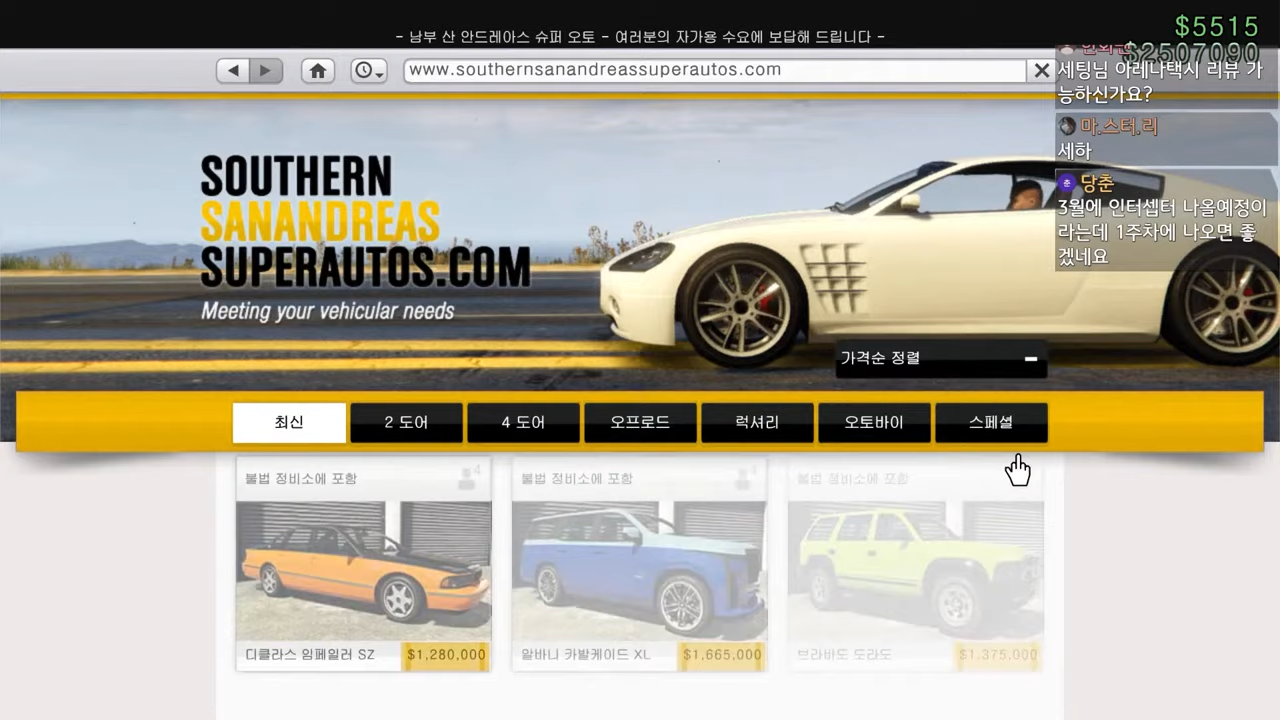 - 남부 산 안드레아스 슈퍼 오토 - 여러분의 자가용 수요에 보답해 드립니다 -
$5515
$2507090
www.southernsanandreassuperautos.com
세팅님 아레나택시 리뷰 가
능하신가요?
마.스터.리
세하
춘 당춘
3월에 인터셉터 나올예정이
라는데 1주차에 나오면 좋
겠네요
SOUTHERN
SANANDREAS
SUPERAUTOS.COM
Meeting your vehicular needs
가격순 정렬
최신
2 도어
4 도어
오프로드
럭셔리
오토바이
스페셜
불법 정비소에 포함
4
불법 정비소에 포함
4
불법 정비소에 포함
디클라스 임페일러 SZ
$1,280,000
알바니 카발케이드 XL
$1,665,000
브라바도 도라도
$1,375,000